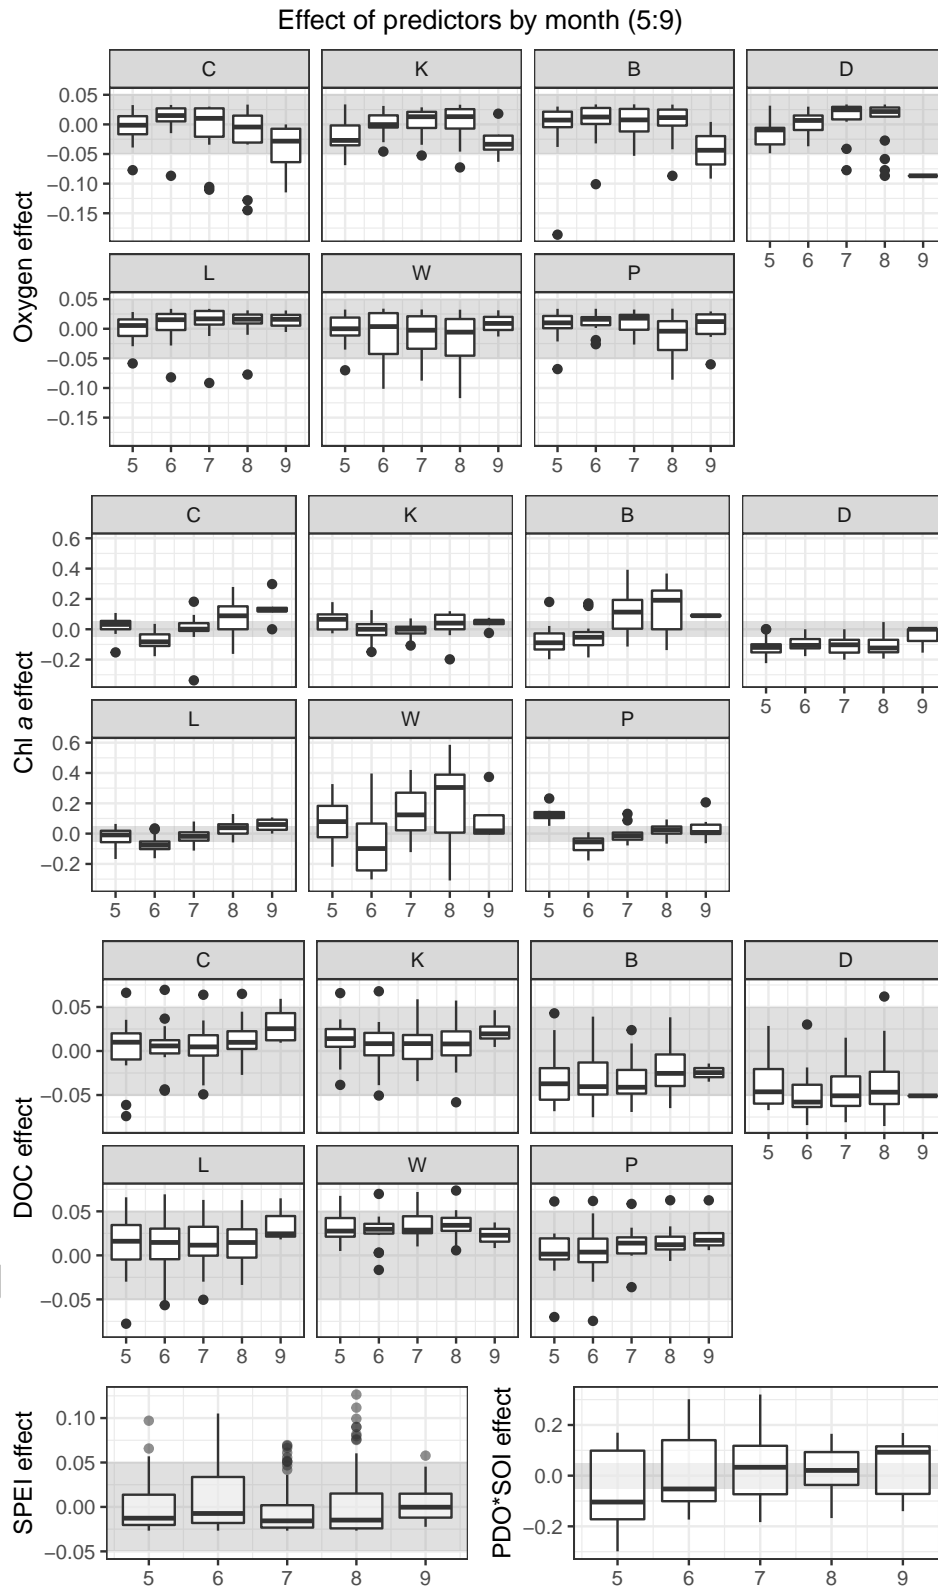 Effect of predictors by month (5:9)
Oxygen effect
C K B D
0.05
0.00
−0.05
−0.10
−0.15
5 6 7 8 9
L W P
0.05
0.00
−0.05
−0.10
−0.15
5 6 7 8 9 5 6 7 8 9 5 6 7 8 9
Chl a effect
C K B D
0.6
0.4
0.2
0.0
−0.2
5 6 7 8 9
L W P
0.6
0.4
0.2
0.0
−0.2
5 6 7 8 9 5 6 7 8 9 5 6 7 8 9
DOC effect
C K B D
0.05
0.00
−0.05
5 6 7 8 9
L W P
0.05
0.00
−0.05
5 6 7 8 9 5 6 7 8 9 5 6 7 8 9
SPEI effect
0.10
0.05
0.00
−0.05
5 6 7 8 9
PDO*SOI effect
0.2
0.0
−0.2
5 6 7 8 9